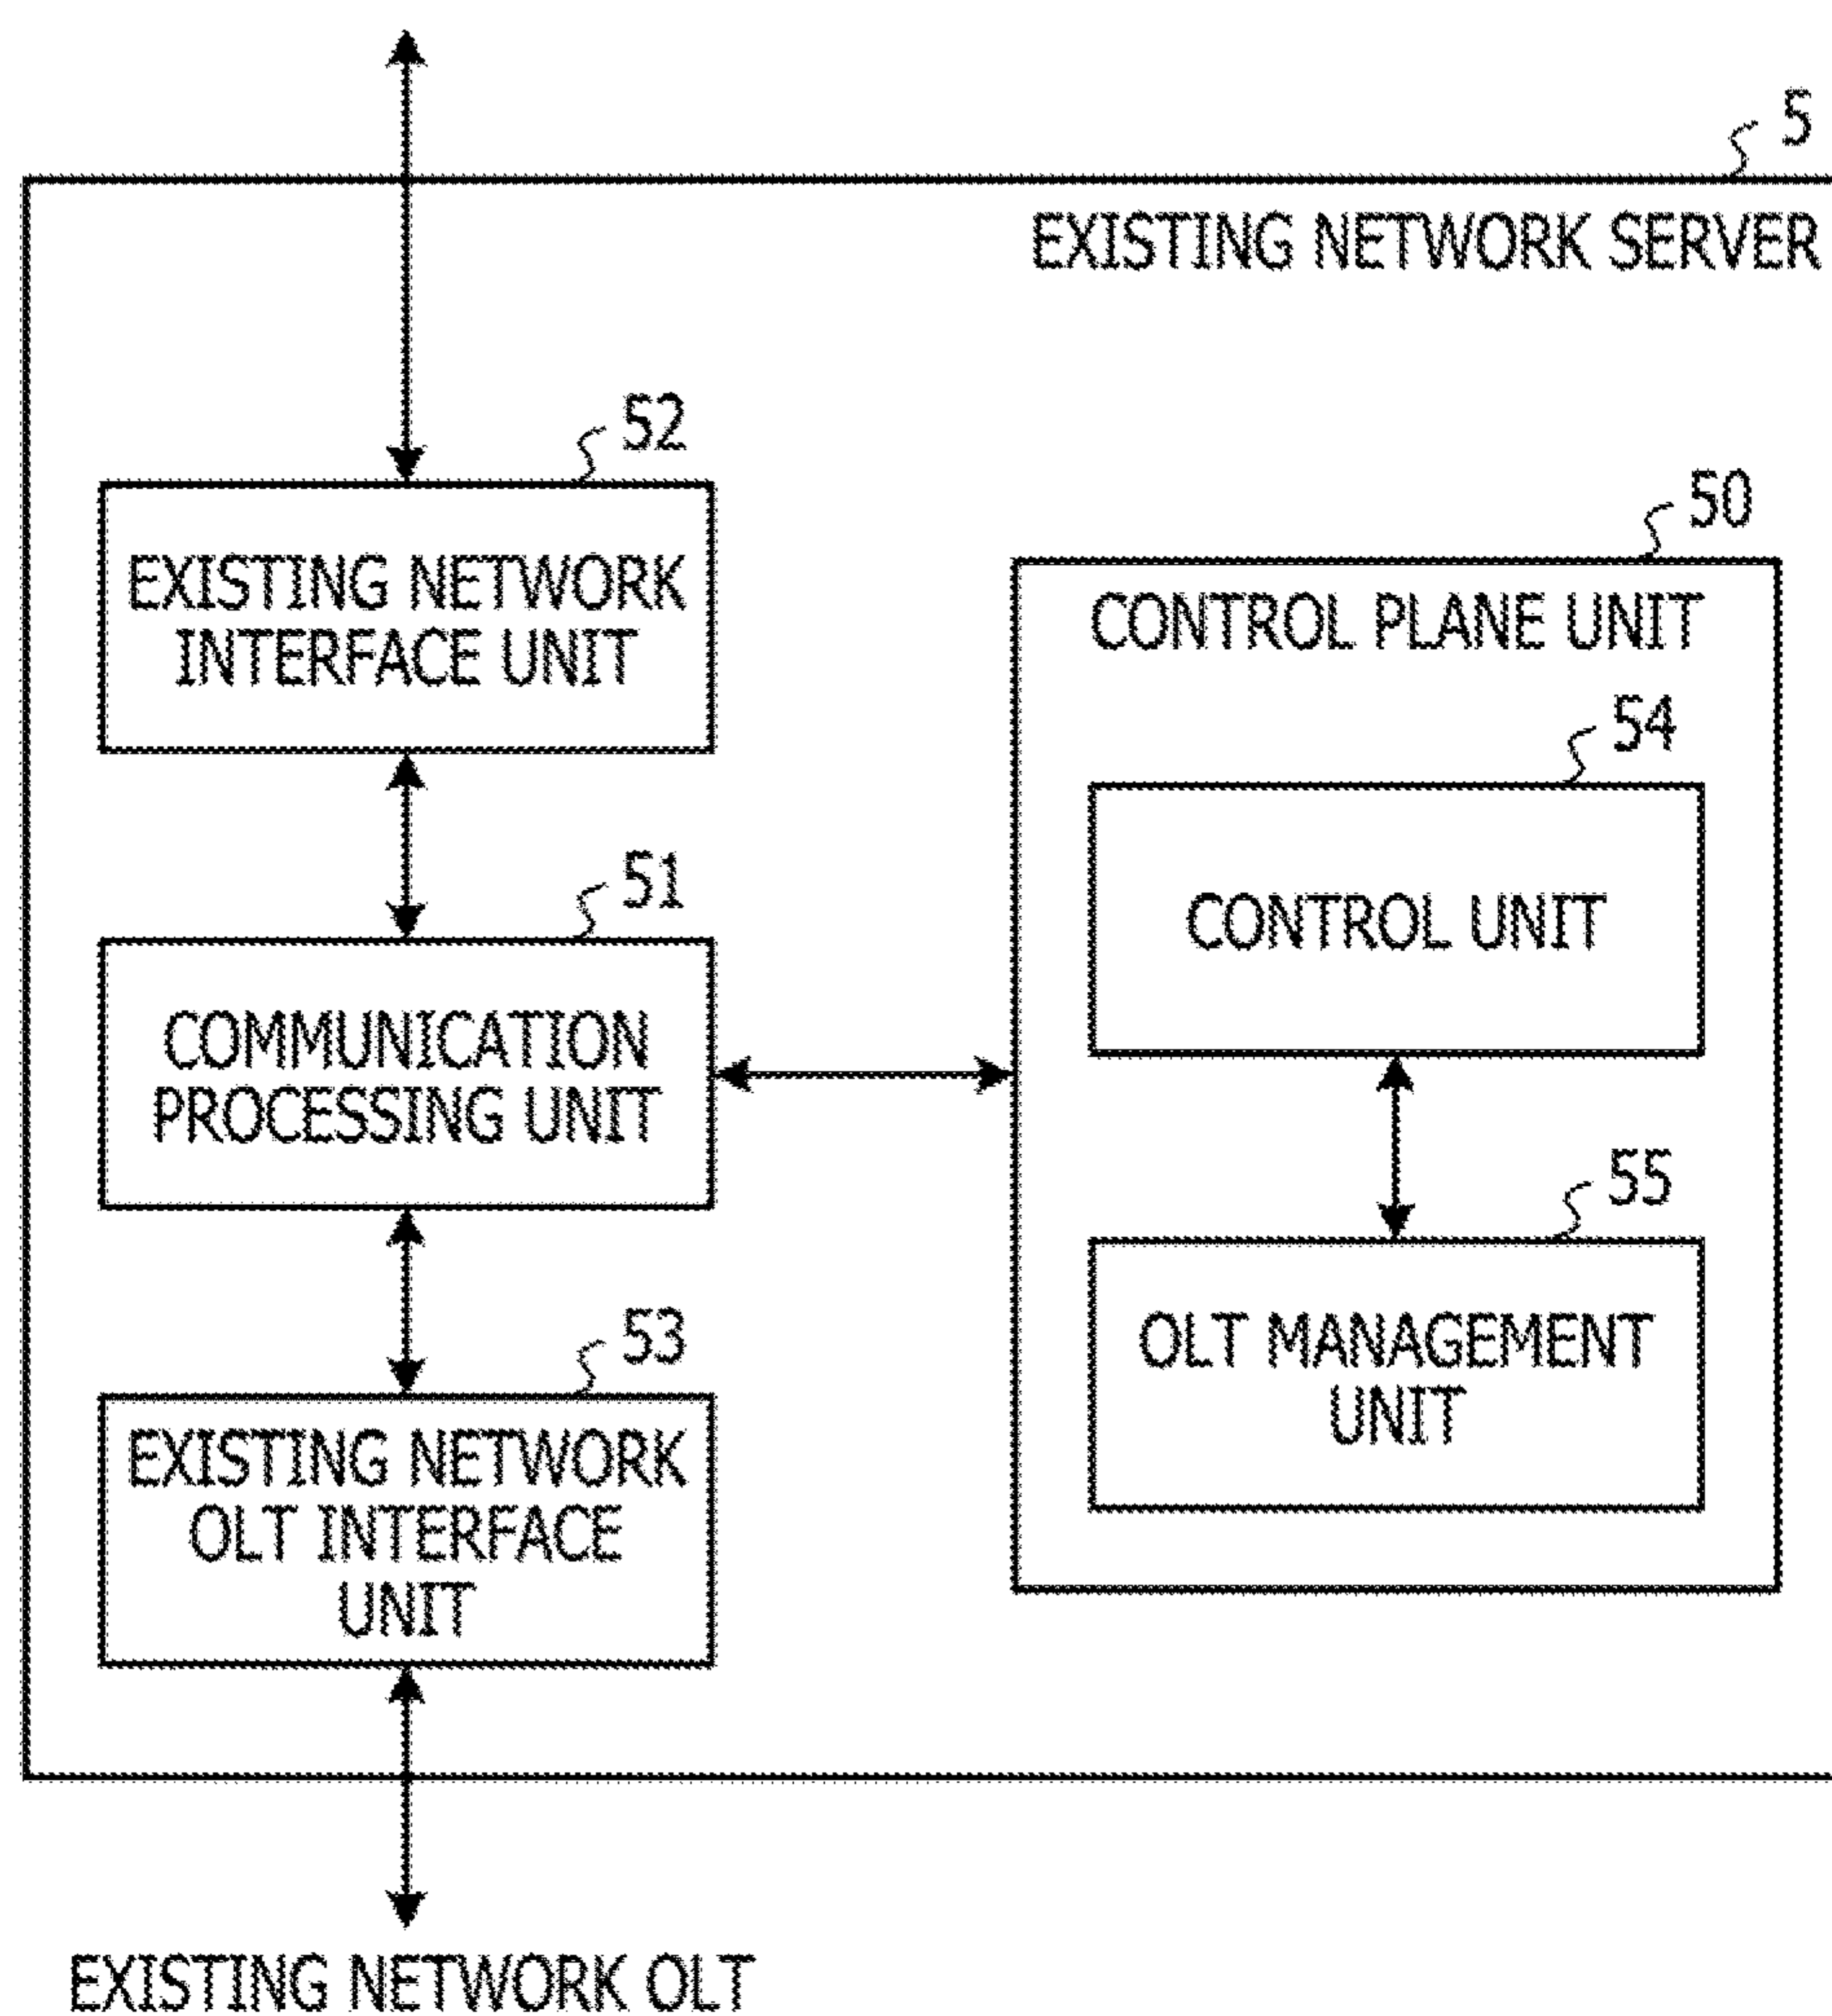 5
EXISTING NETWORK SERVER
52
EXISTING NETWORK
INTERFACE UNIT
50
CONTROL PLANE UNIT
54
CONTROL UNIT
51
COMMUNICATION
PROCESSING UNIT
55
OLT MANAGEMENT
UNIT
53
EXISTING NETWORK
OLT INTERFACE
UNIT
EXISTING NETWORK OLT